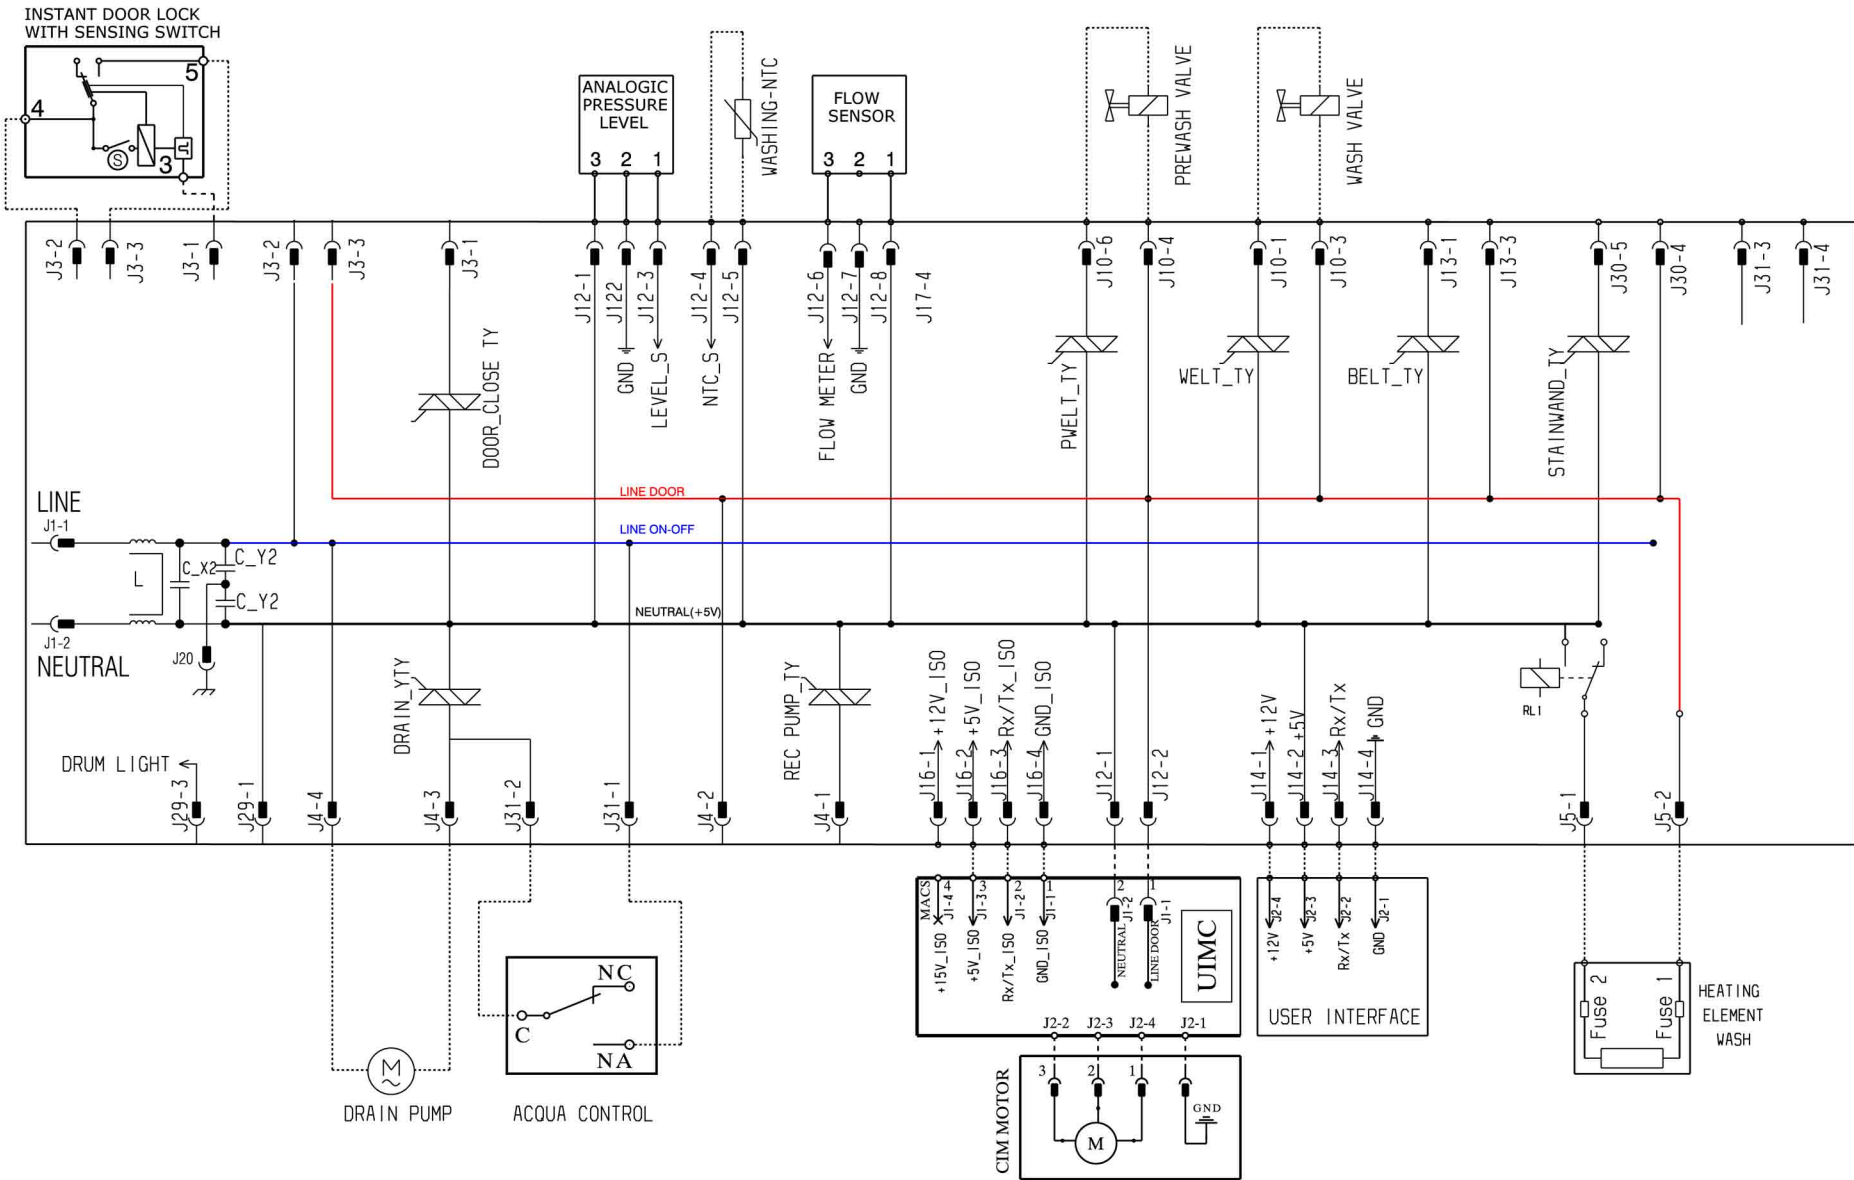 INSTANT DOOR LOCK
WITH SENSING SWITCH
5
4
S
3
ANALOGIC
PRESSURE
LEVEL
3 2 1
WASHING-NTC
FLOW
SENSOR
3 2 1
PREWASH VALVE
WASH VALVE
J3-2
J3-3
J3-1
J3-2
J3-3
J3-1
J12-1
J122
J12-3
J12-4
J12-5
J12-6
J12-7
J12-8
J17-4
J10-6
J10-4
J10-1
J10-3
J13-1
J13-3
J30-5
J30-4
J31-3
J31-4
DOOR_CLOSE TY
GND
LEVEL_S
NTC_S
FLOW METER
GND
PWELT_TY
WELT_TY
BELT_TY
STAINWAND_TY
LINE DOOR
LINE
J1-1
LINE ON-OFF
L
C_X2
C_Y2
C_Y2
NEUTRAL(+5V)
J1-2
NEUTRAL
J20
DRAIN_YTY
REC PUMP_TY
+12V_ISO
+5V_ISO
Rx/Tx_ISO
GND_ISO
+12V
+5V
Rx/Tx
GND
RL1
DRUM LIGHT
J29-3
J29-1
J4-4
J4-3
J31-2
J31-1
J4-2
J4-1
J16-1
J16-2
J16-3
J16-4
J12-1
J12-2
J14-1
J14-2
J14-3
J14-4
J5-1
J5-2
MACS
4
3
2
1
2
1
J1-4
J1-3
J1-2
J1-1
J1-2
J1-1
+15V_ISO
+5V_ISO
Rx/Tx_ISO
GND_ISO
NEUTRAL
LINE DOOR
UIMC
J2-4
J2-3
J2-2
J2-1
+12V
+5V
Rx/Tx
GND
USER INTERFACE
J2-2
J2-3
J2-4
J2-1
NC
C
NA
M
DRAIN PUMP
ACQUA CONTROL
CIM MOTOR
3
2
1
GND
M
Fuse 2
Fuse 1
HEATING
ELEMENT
WASH